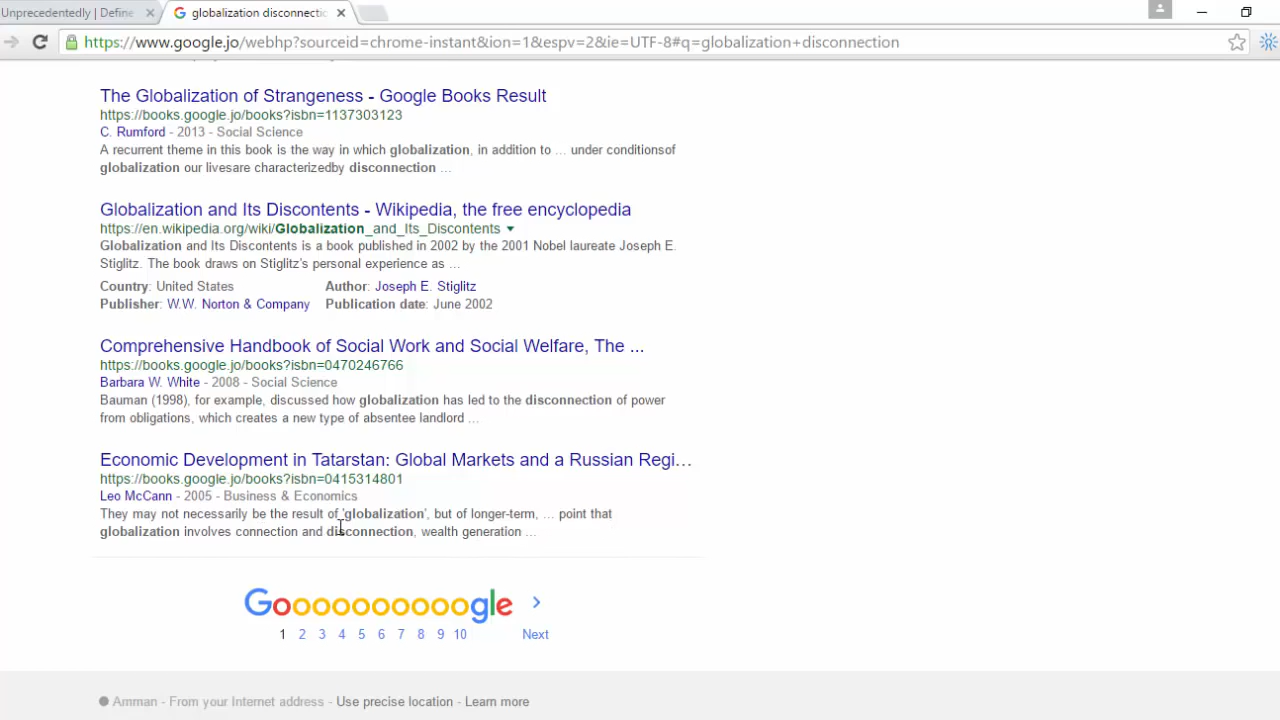 Unprecedentedly | Define
globalization disconnectic
https://www.google.jo/webhp?sourceid=chrome-instant&ion=1&espv=2&ie=UTF-8#q=globalization+disconnection
The Globalization of Strangeness - Google Books Result
https://books.google.jo/books?isbn=1137303123
C. Rumford - 2013 - Social Science
A recurrent theme in this book is the way in which globalization, in addition to ... under conditionsof
globalization our livesare characterizedby disconnection ...
Globalization and Its Discontents - Wikipedia, the free encyclopedia
https://en.wikipedia.org/wiki/Globalization_and_Its_Discontents
Globalization and Its Discontents is a book published in 2002 by the 2001 Nobel laureate Joseph E.
Stiglitz. The book draws on Stiglitz's personal experience as ...
Country: United States Author: Joseph E. Stiglitz
Publisher: W.W. Norton & Company Publication date: June 2002
Comprehensive Handbook of Social Work and Social Welfare, The ...
https://books.google.jo/books?isbn=0470246766
Barbara W. White - 2008 - Social Science
Bauman (1998), for example, discussed how globalization has led to the disconnection of power
from obligations, which creates a new type of absentee landlord ...
Economic Development in Tatarstan: Global Markets and a Russian Regi...
https://books.google.jo/books?isbn=0415314801
Leo McCann - 2005 - Business & Economics
They may not necessarily be the result of 'globalization', but of longer-term, ... point that
globalization involves connection and disconnection, wealth generation ...
Goooooooooogle
1 2 3 4 5 6 7 8 9 10 Next
Amman - From your Internet address - Use precise location - Learn more